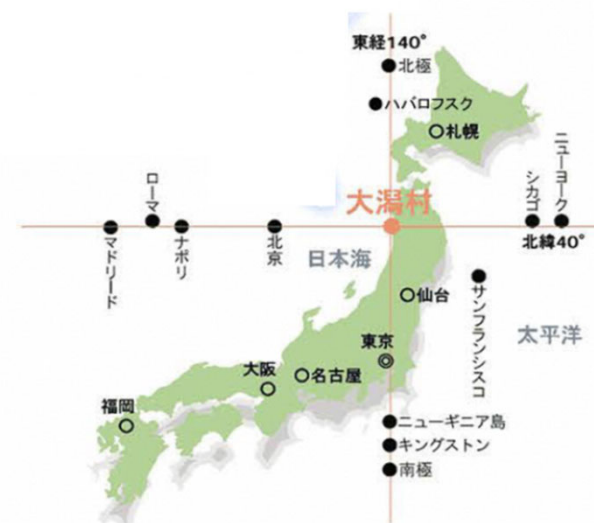 東経140°
北極
ハバロフスク
札幌
ニューヨーク
シカゴ
ローマ
大潟村
マドリード
ナポリ
北京
日本海
北緯40°
仙台
サンフランシスコ
太平洋
東京
大阪
名古屋
福岡
ニューギニア島
キングストン
南極